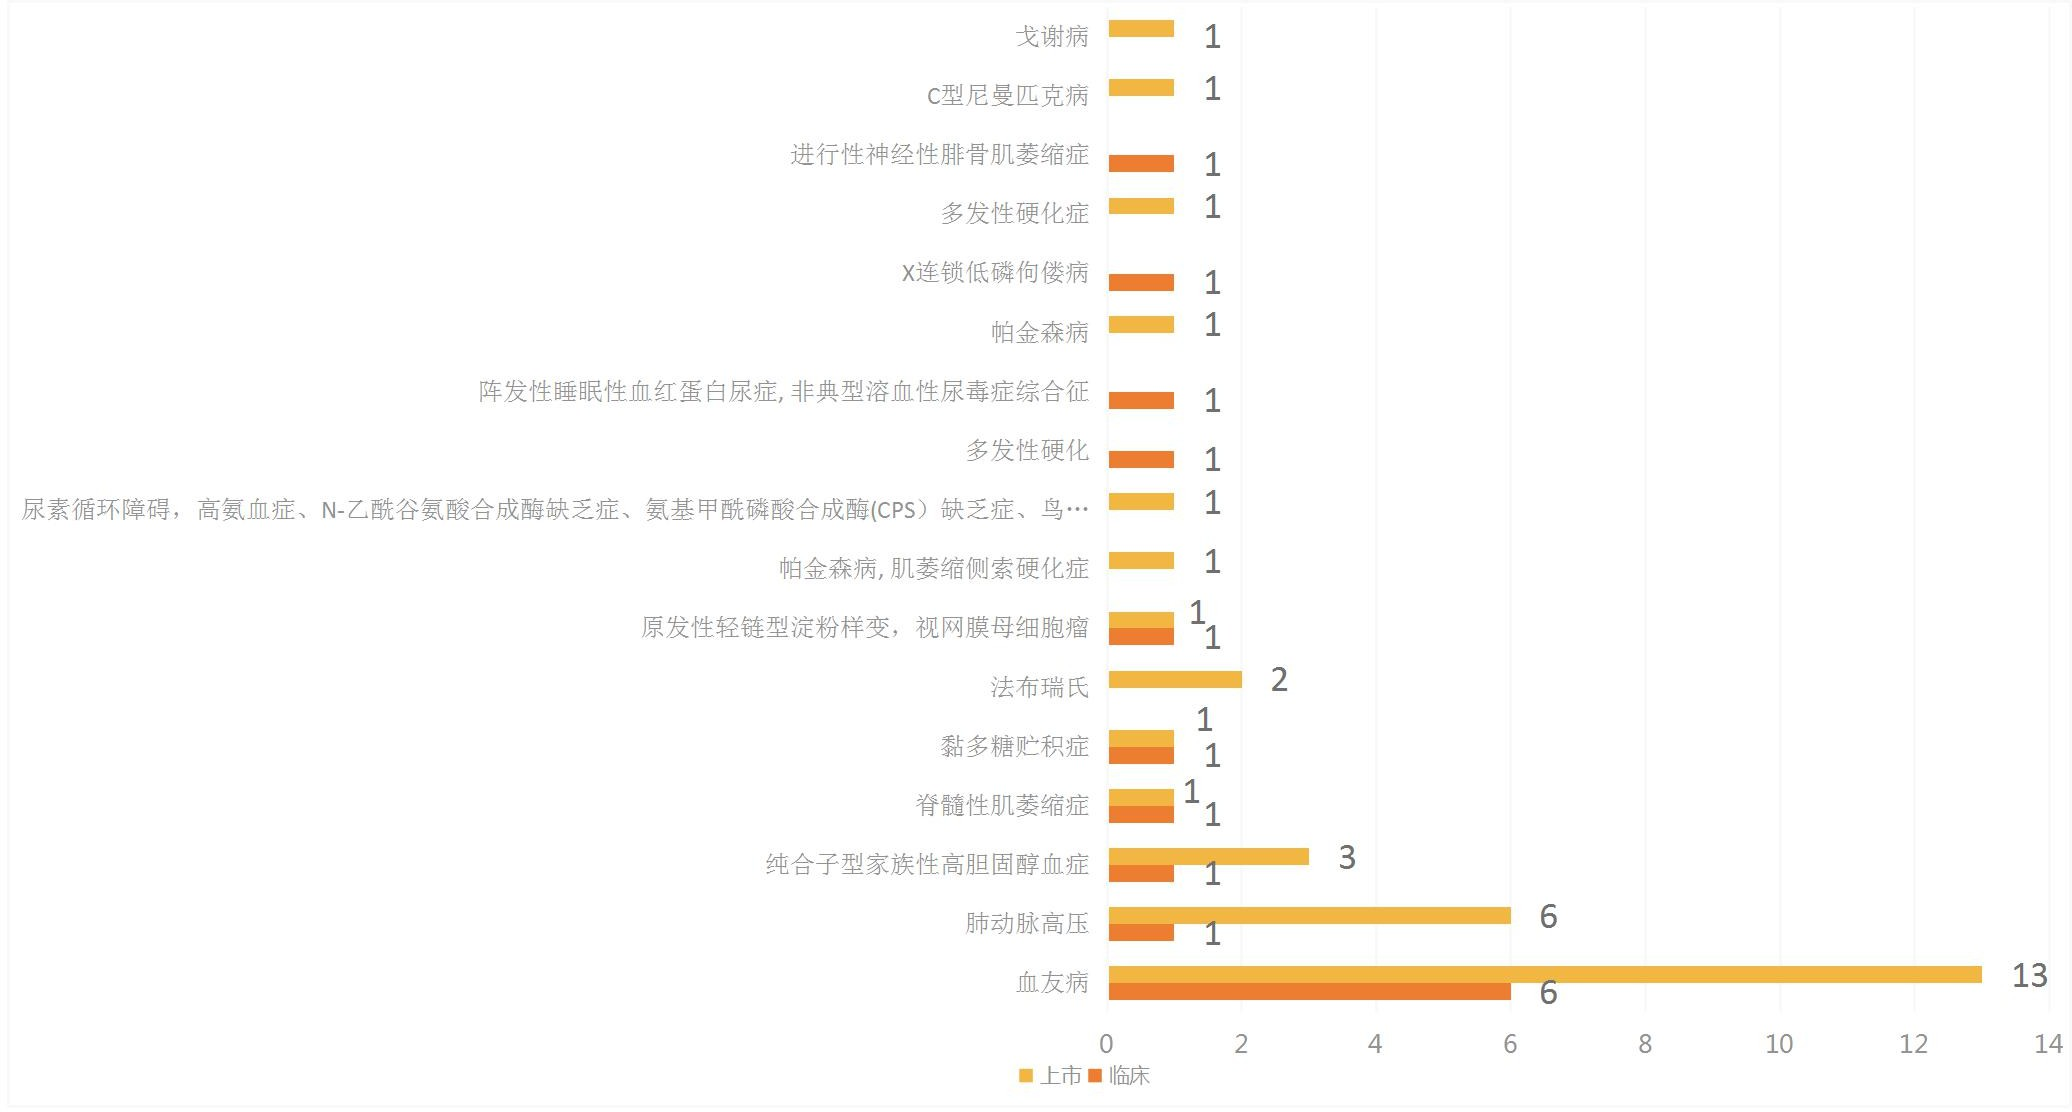 戈谢病 1
C型尼曼匹克病 1
进行性神经性腓骨肌萎缩症 1
多发性硬化症 1
X连锁低磷佝偻病 1
帕金森病 1
阵发性睡眠性血红蛋白尿症, 非典型溶血性尿毒症综合征 1
多发性硬化 1
尿素循环障碍，高氨血症、N-乙酰谷氨酸合成酶缺乏症、氨基甲酰磷酸合成酶(CPS）缺乏症、鸟… 1
帕金森病, 肌萎缩侧索硬化症 1
原发性轻链型淀粉样变，视网膜母细胞瘤 1
1
法布瑞氏 2
1
黏多糖贮积症 1
1
脊髓性肌萎缩症 1
纯合子型家族性高胆固醇血症 3
1
肺动脉高压 6
1
血友病 13
6
0 2 4 6 8 10 12 14
上市 临床